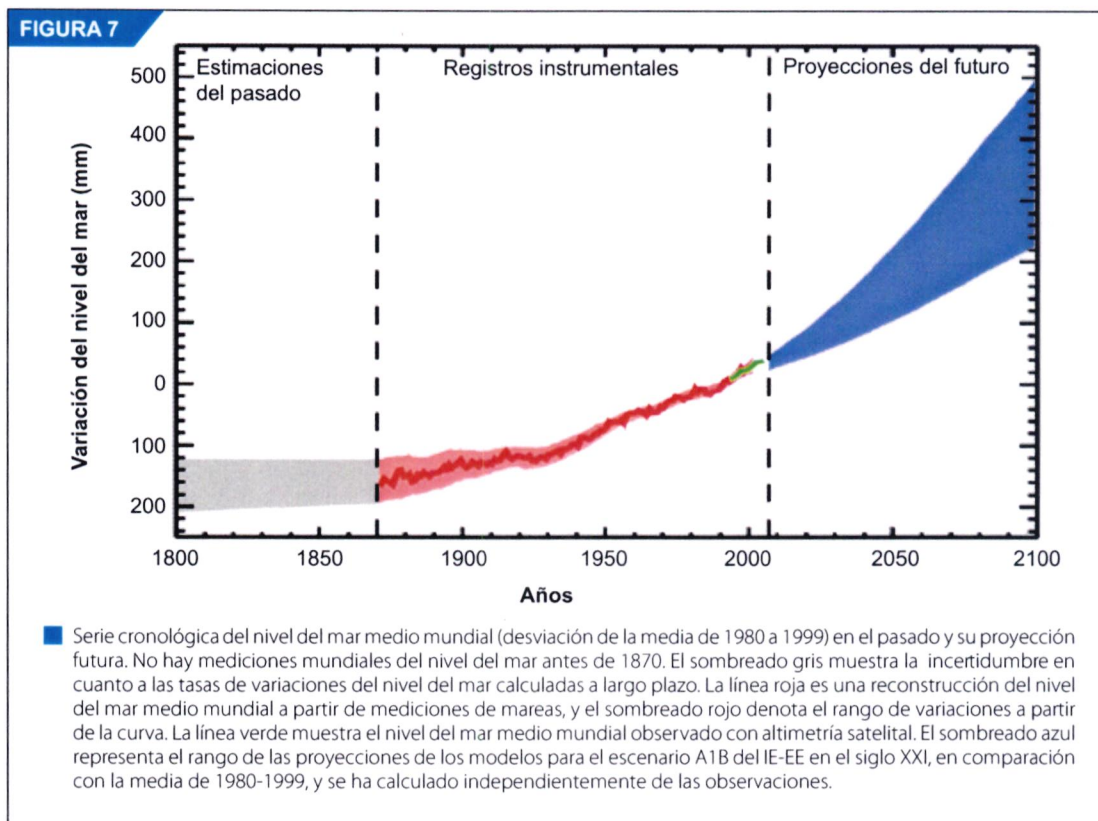 FIGURA 7
Estimaciones
del pasado
Registros instrumentales
Proyecciones del futuro
Variación del nivel del mar (mm)
500
400
300
200
100
0
100
200
1800
1850
1900
1950
2000
2050
2100
Años
Serie cronológica del nivel del mar medio mundial (desviación de la media de 1980 a 1999) en el pasado y su proyección
futura. No hay mediciones mundiales del nivel del mar antes de 1870. El sombreado gris muestra la incertidumbre en
cuanto a las tasas de variaciones del nivel del mar calculadas a largo plazo. La línea roja es una reconstrucción del nivel
del mar medio mundial a partir de mediciones de mareas, y el sombreado rojo denota el rango de variaciones a partir
de la curva. La línea verde muestra el nivel del mar medio mundial observado con altimetría satelital. El sombreado azul
representa el rango de las proyecciones de los modelos para el escenario A1B del IE-EE en el siglo XXI, en comparación
con la media de 1980-1999, y se ha calculado independientemente de las observaciones.